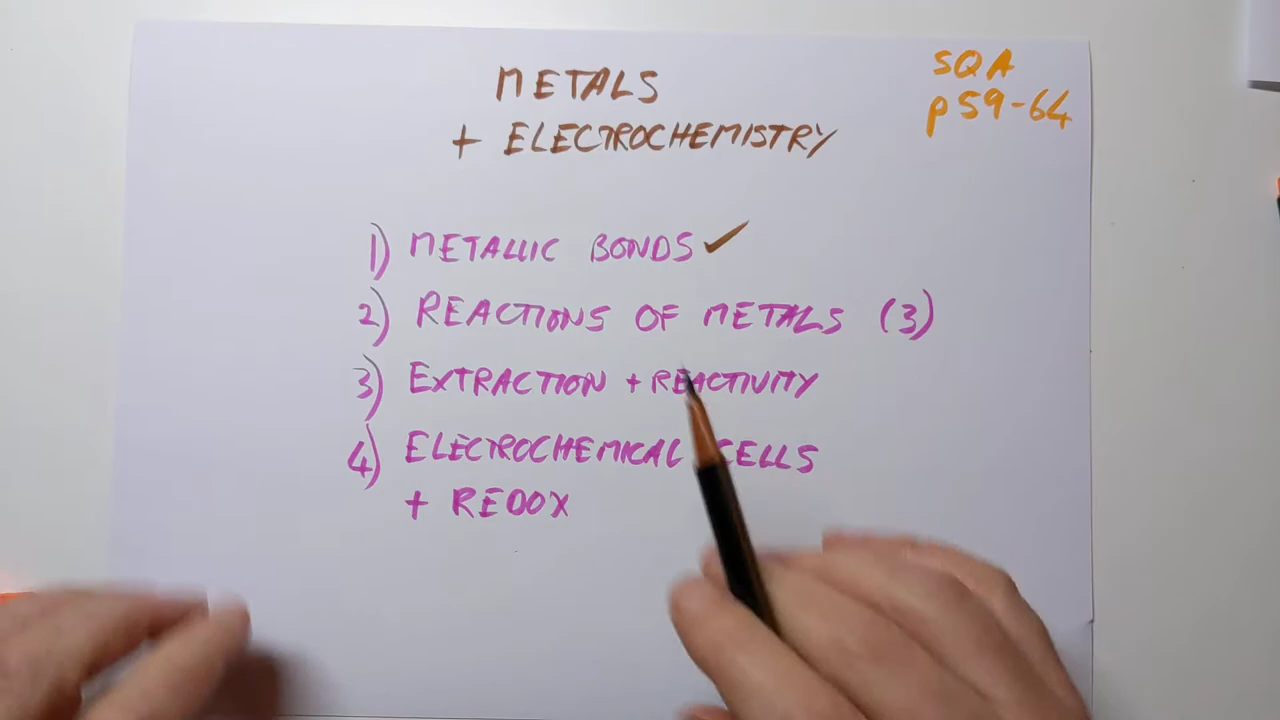 METALS
+ ELECTROCHEMISTRY
SQA
p59-64
1) METALLIC BONDS ✓
2) REACTIONS OF METALS (3)
3) EXTRACTION + REACTIVITY
4) ELECTROCHEMICAL CELLS
+ REDOX